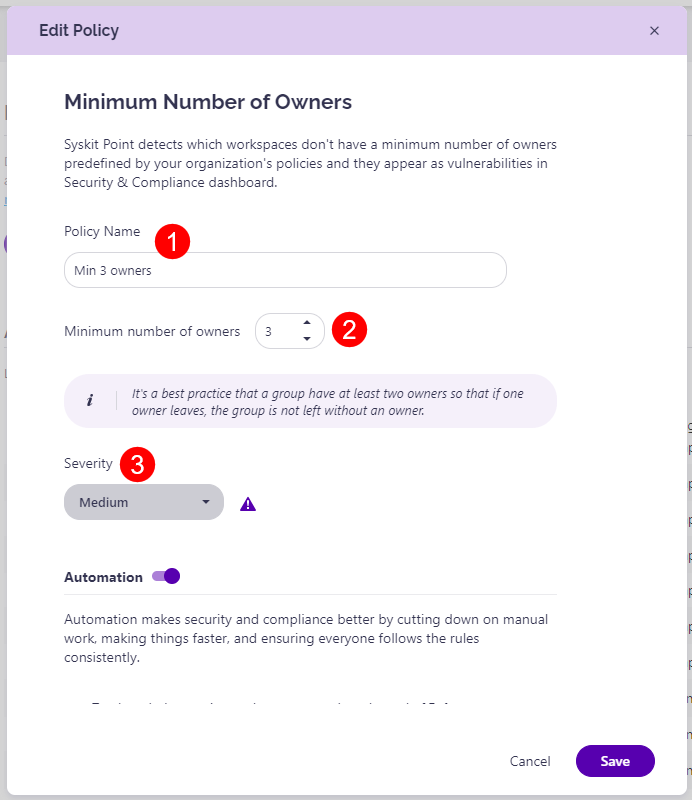 Edit Policy
Minimum Number of Owners
Syskit Point detects which workspaces don't have a minimum number of owners
predefined by your organization's policies and they appear as vulnerabilities in
Security & Compliance dashboard.
Policy Name
1
Min 3 owners
Minimum number of owners
3
2
It's a best practice that a group have at least two owners so that if one
owner leaves, the group is not left without an owner.
Severity
3
Medium
Automation
Automation makes security and compliance better by cutting down on manual
work, making things faster, and ensuring everyone follows the rules
consistently.
Cancel
Save